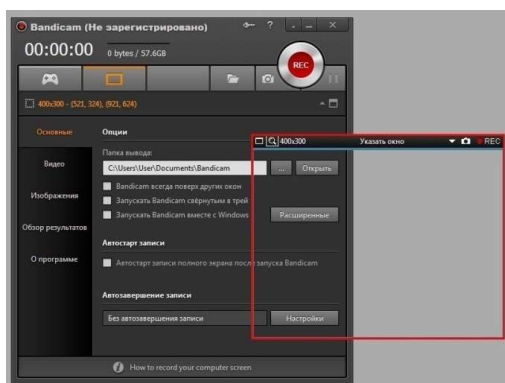 Bandicam (Не зарегистрировано)
00:00:00 0 bytes / 57.6GB
REC
400x300 - (521, 324), (921, 624)
Основные
Видео
Изображения
Обзор результатов
О программе
Опции
Папка вывода:
C:\Users\User\Documents\Bandicam ... Открыть
Bandicam всегда поверх других окон
Запускать Bandicam свёрнутым в трей
Запускать Bandicam вместе с Windows
Расширенные
Автостарт записи
Автостарт записи полного экрана после запуска Bandicam
Автозавершение записи
Без автозавершения записи Настройки
How to record your computer screen
400x300 Указать окно REC